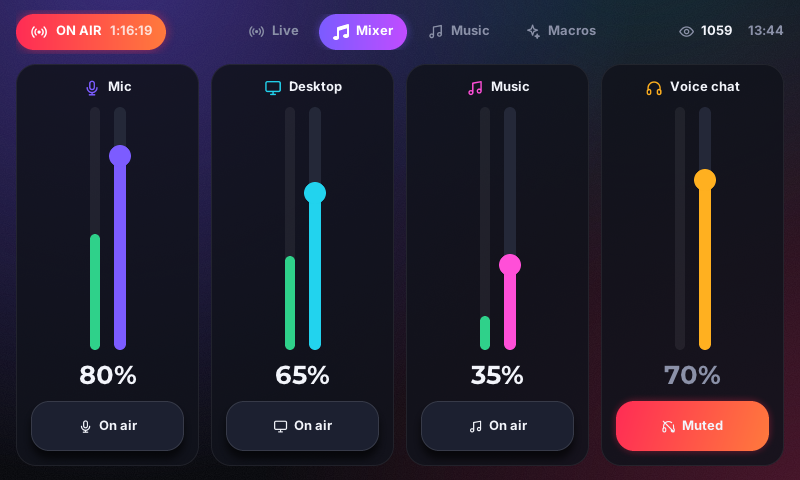 ON AIR 1:16:19
Live
Mixer
Music
Macros
1059
13:44
Mic
Desktop
Music
Voice chat
80%
65%
35%
70%
On air
On air
On air
Muted